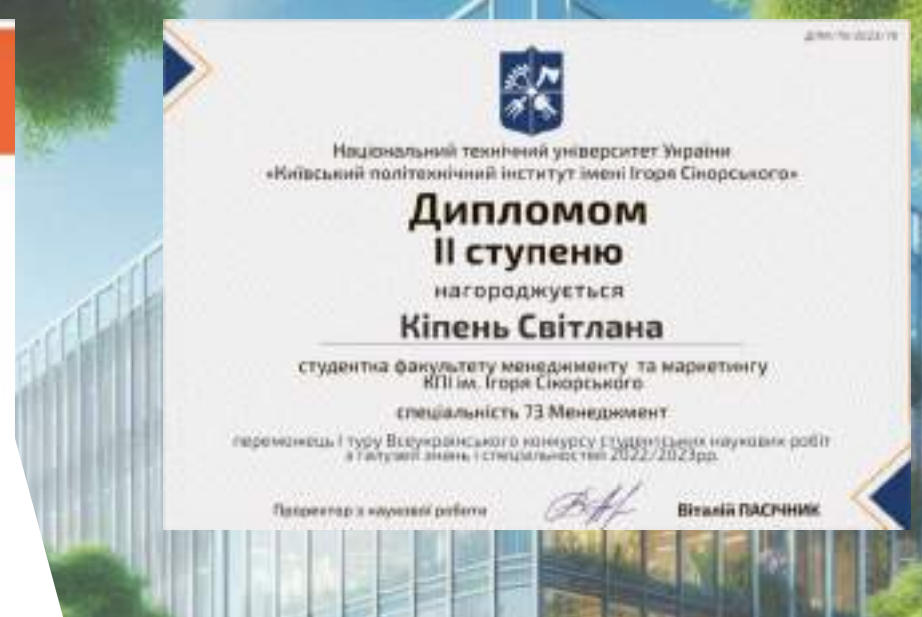 Національний технічний університет України
«Київський політехнічний інститут імені Ігоря Сікорського»
Дипломом
ІІ ступеню
нагороджується
Кіпень Світлана
студентка факультету менеджменту та маркетингу
КПІ ім. Ігоря Сікорського
спеціальність 73 Менеджмент
переможець І туру Всеукраїнського конкурсу студентських наукових робіт
з галузей знань і спеціальностей 2022/2023рр.
Проректор з наукової роботи
Віталій ПАСІЧНИК